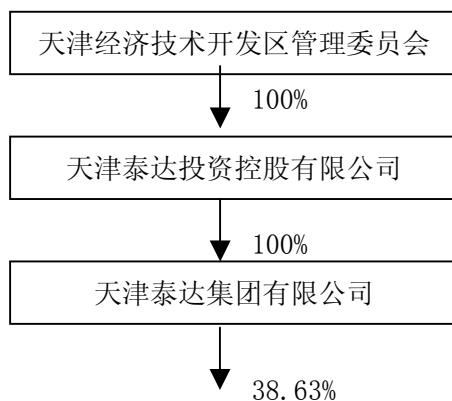 天津经济技术开发区管理委员会
100%
天津泰达投资控股有限公司
100%
天津泰达集团有限公司
38.63%